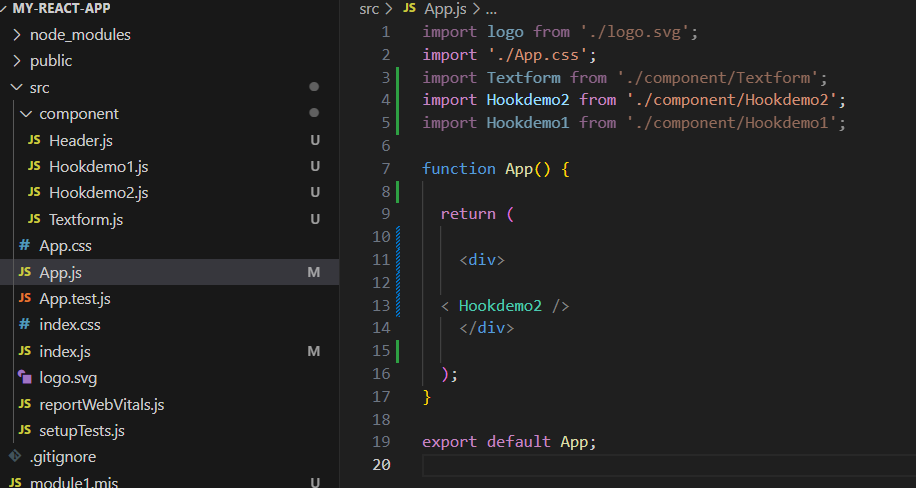 MY-REACT-APP
node_modules
public
src
component
JS Header.js U
JS Hookdemo1.js U
JS Hookdemo2.js U
JS Textform.js U
# App.css
JS App.js M
JS App.test.js
# index.css
JS index.js M
logo.svg
JS reportWebVitals.js
JS setupTests.js
.gitignore
JS module1.mjs U
src > JS App.js > ...
1 import logo from './logo.svg';
2 import './App.css';
3 import Textform from './component/Textform';
4 import Hookdemo2 from './component/Hookdemo2';
5 import Hookdemo1 from './component/Hookdemo1';
6
7 function App() {
8
9 return (
10
11 <div>
12
13 < Hookdemo2 />
14 </div>
15
16 );
17 }
18
19 export default App;
20